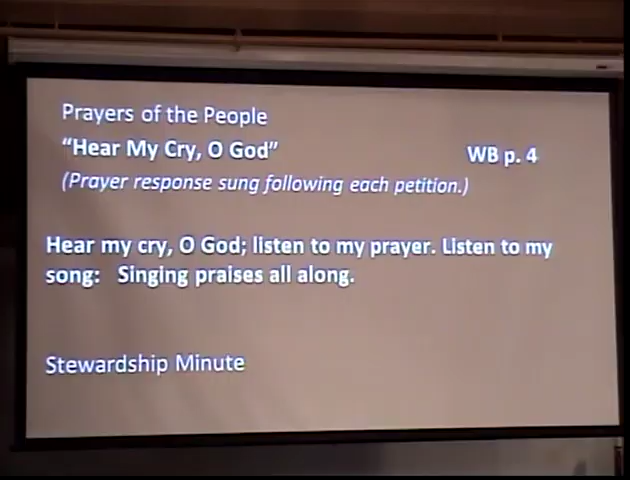 Prayers of the People
“Hear My Cry, O God” WB p. 4
(Prayer response sung following each petition.)
Hear my cry, O God; listen to my prayer. Listen to my
song: Singing praises all along.
Stewardship Minute